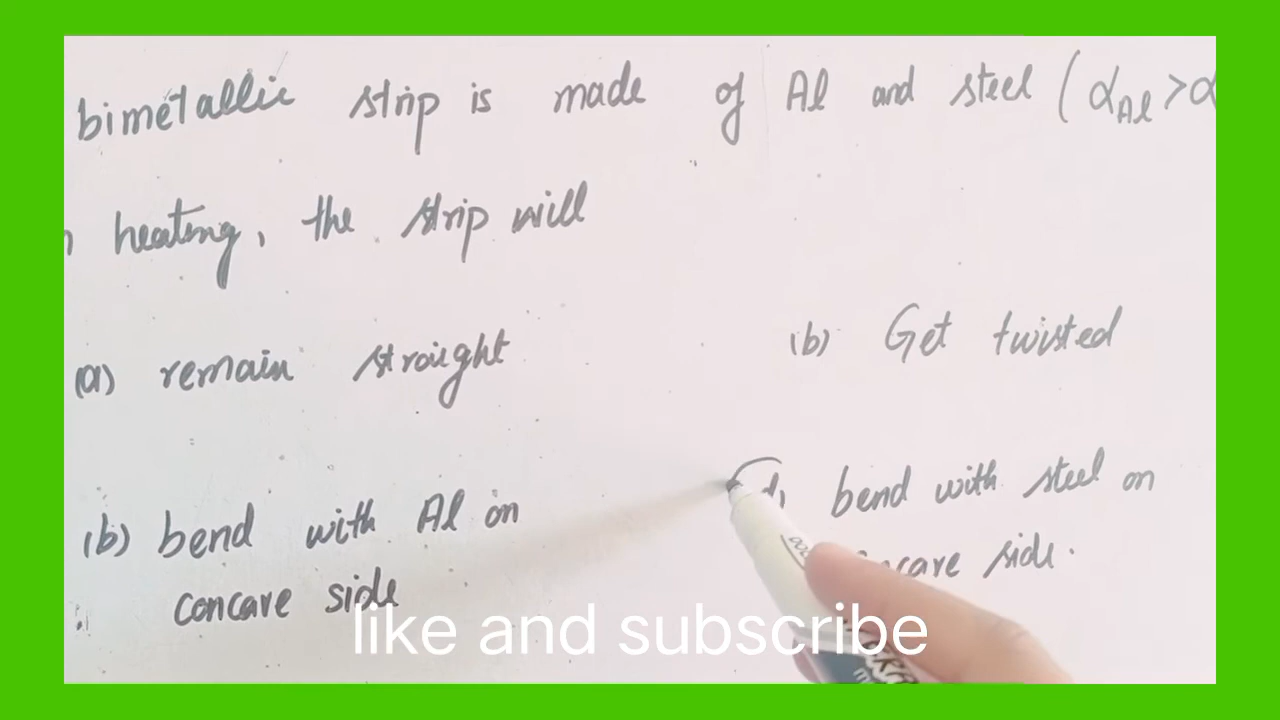 bimetallic strip is made of Al and steel (αAl>α
heating, the strip will
(a) remain straight
(b) Get twisted
(b) bend with Al on
concave side
bend with steel on
side.
like and subscribe